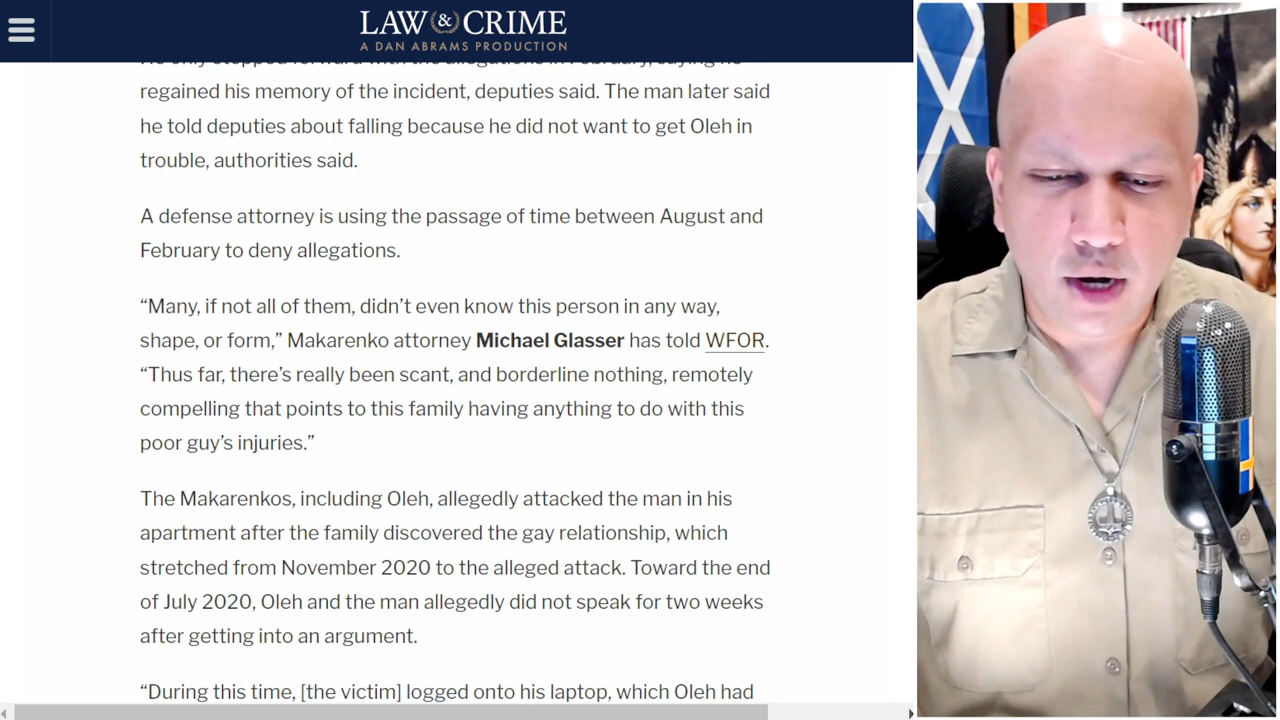 LAW & CRIME
A DAN ABRAMS PRODUCTION
regained his memory of the incident, deputies said. The man later said
he told deputies about falling because he did not want to get Oleh in
trouble, authorities said.
A defense attorney is using the passage of time between August and
February to deny allegations.
“Many, if not all of them, didn’t even know this person in any way,
shape, or form,” Makarenko attorney Michael Glasser has told WFOR.
“Thus far, there’s really been scant, and borderline nothing, remotely
compelling that points to this family having anything to do with this
poor guy’s injuries.”
The Makarenkos, including Oleh, allegedly attacked the man in his
apartment after the family discovered the gay relationship, which
stretched from November 2020 to the alleged attack. Toward the end
of July 2020, Oleh and the man allegedly did not speak for two weeks
after getting into an argument.
“During this time, [the victim] logged onto his laptop, which Oleh had